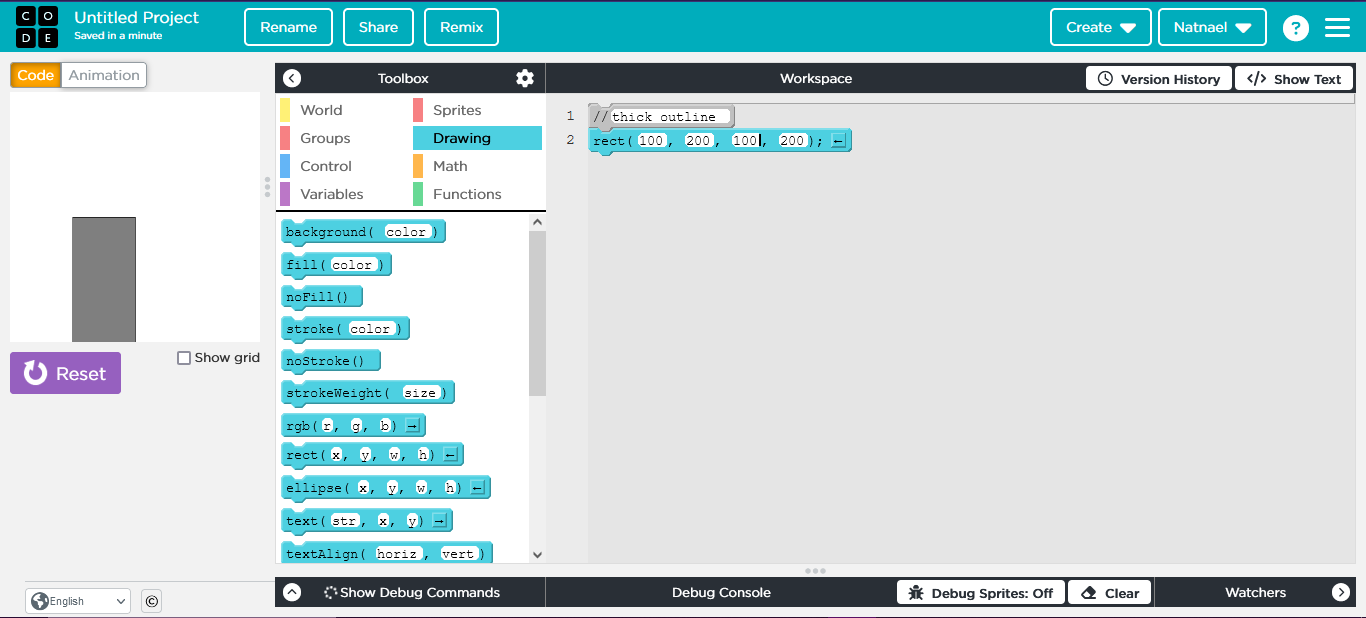 CODE
Untitled Project
Saved in a minute
Rename
Share
Remix
Create
Natnael
?
Code
Animation
Toolbox
Workspace
Version History
</> Show Text
World
Sprites
Groups
Drawing
Control
Math
Variables
Functions
1 //thick outline
2 rect( 100, 200, 100, 200); ←
background( color )
fill( color )
noFill()
stroke( color )
noStroke()
strokeWeight( size )
rgb( r, g, b) →
rect( x, y, w, h) ←
ellipse( x, y, w, h) ←
text( str, x, y) →
textAlign( horiz, vert )
Show grid
Reset
English
©
Show Debug Commands
Debug Console
Debug Sprites: Off
Clear
Watchers